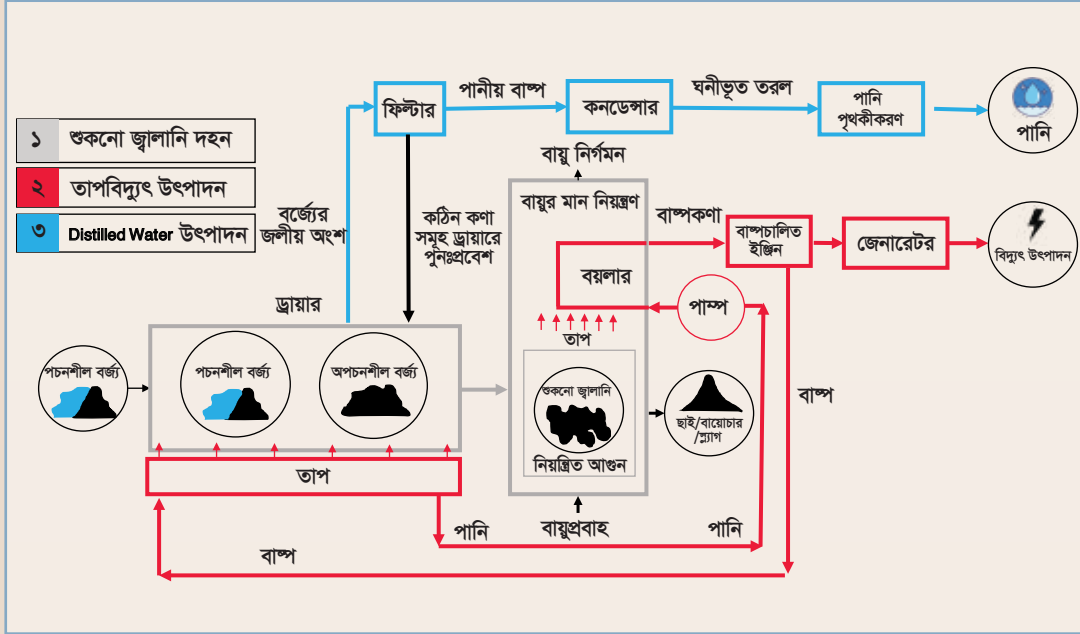 ১ শুকনো জ্বালানি দহন
২ তাপবিদ্যুৎ উৎপাদন
৩ Distilled Water উৎপাদন
ফিল্টার
পানীয় বাষ্প
কনডেন্সার
ঘনীভূত তরল
পানি
পৃথকীকরণ
পানি
বর্জ্যের
জলীয় অংশ
কঠিন কণা
সমূহ ড্রায়ারে
পুনঃপ্রবেশ
বায়ু নির্গমন
বায়ুর মান নিয়ন্ত্রণ
বাষ্পকণা
বাষ্পচালিত
ইঞ্জিন
জেনারেটর
বিদ্যুৎ উৎপাদন
বয়লার
পাম্প
তাপ
ড্রায়ার
পচনশীল বর্জ্য
পচনশীল বর্জ্য
অপচনশীল বর্জ্য
শুকনো জ্বালানি
নিয়ন্ত্রিত আগুন
ছাই/বায়োচার
/স্ল্যাগ
বাষ্প
তাপ
পানি
বায়ুপ্রবাহ
পানি
বাষ্প